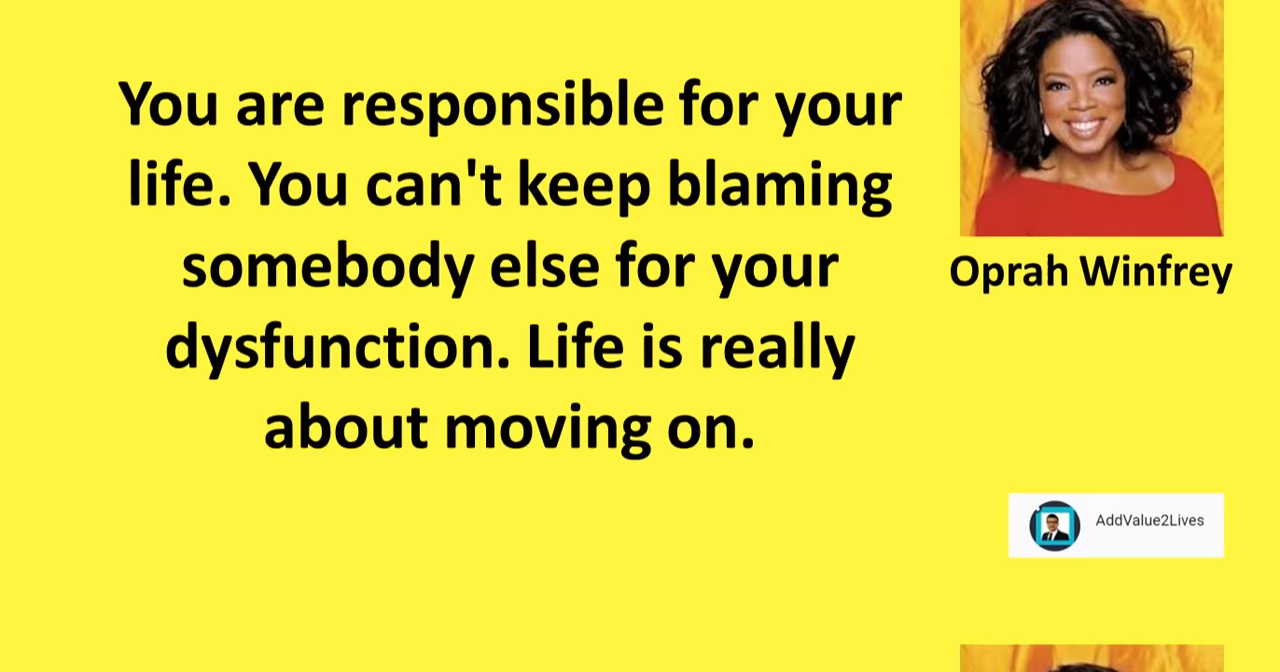 You are responsible for your
life. You can't keep blaming
somebody else for your
dysfunction. Life is really
about moving on.
Oprah Winfrey
AddValue2Lives